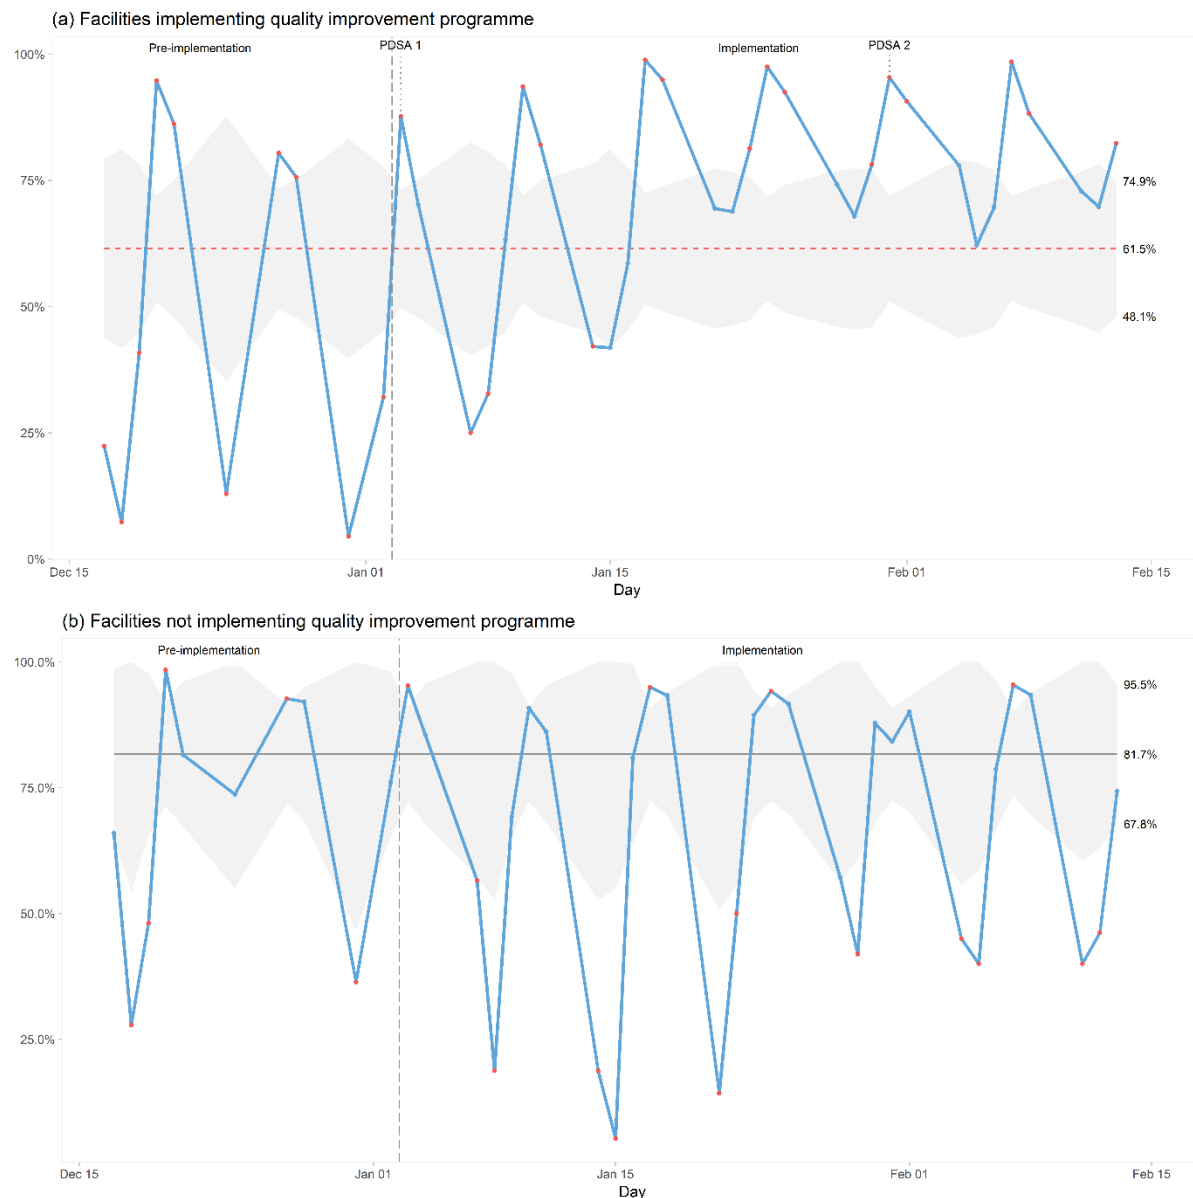 (a) Facilities implementing quality improvement programme
Pre-implementation
PDSA 1
Implementation
PDSA 2
100%
75%
50%
25%
0%
74.9%
61.5%
48.1%
Dec 15
Jan 01
Jan 15
Feb 01
Feb 15
Day
(b) Facilities not implementing quality improvement programme
Pre-implementation
Implementation
100.0%
75.0%
50.0%
25.0%
95.5%
81.7%
67.8%
Dec 15
Jan 01
Jan 15
Feb 01
Feb 15
Day